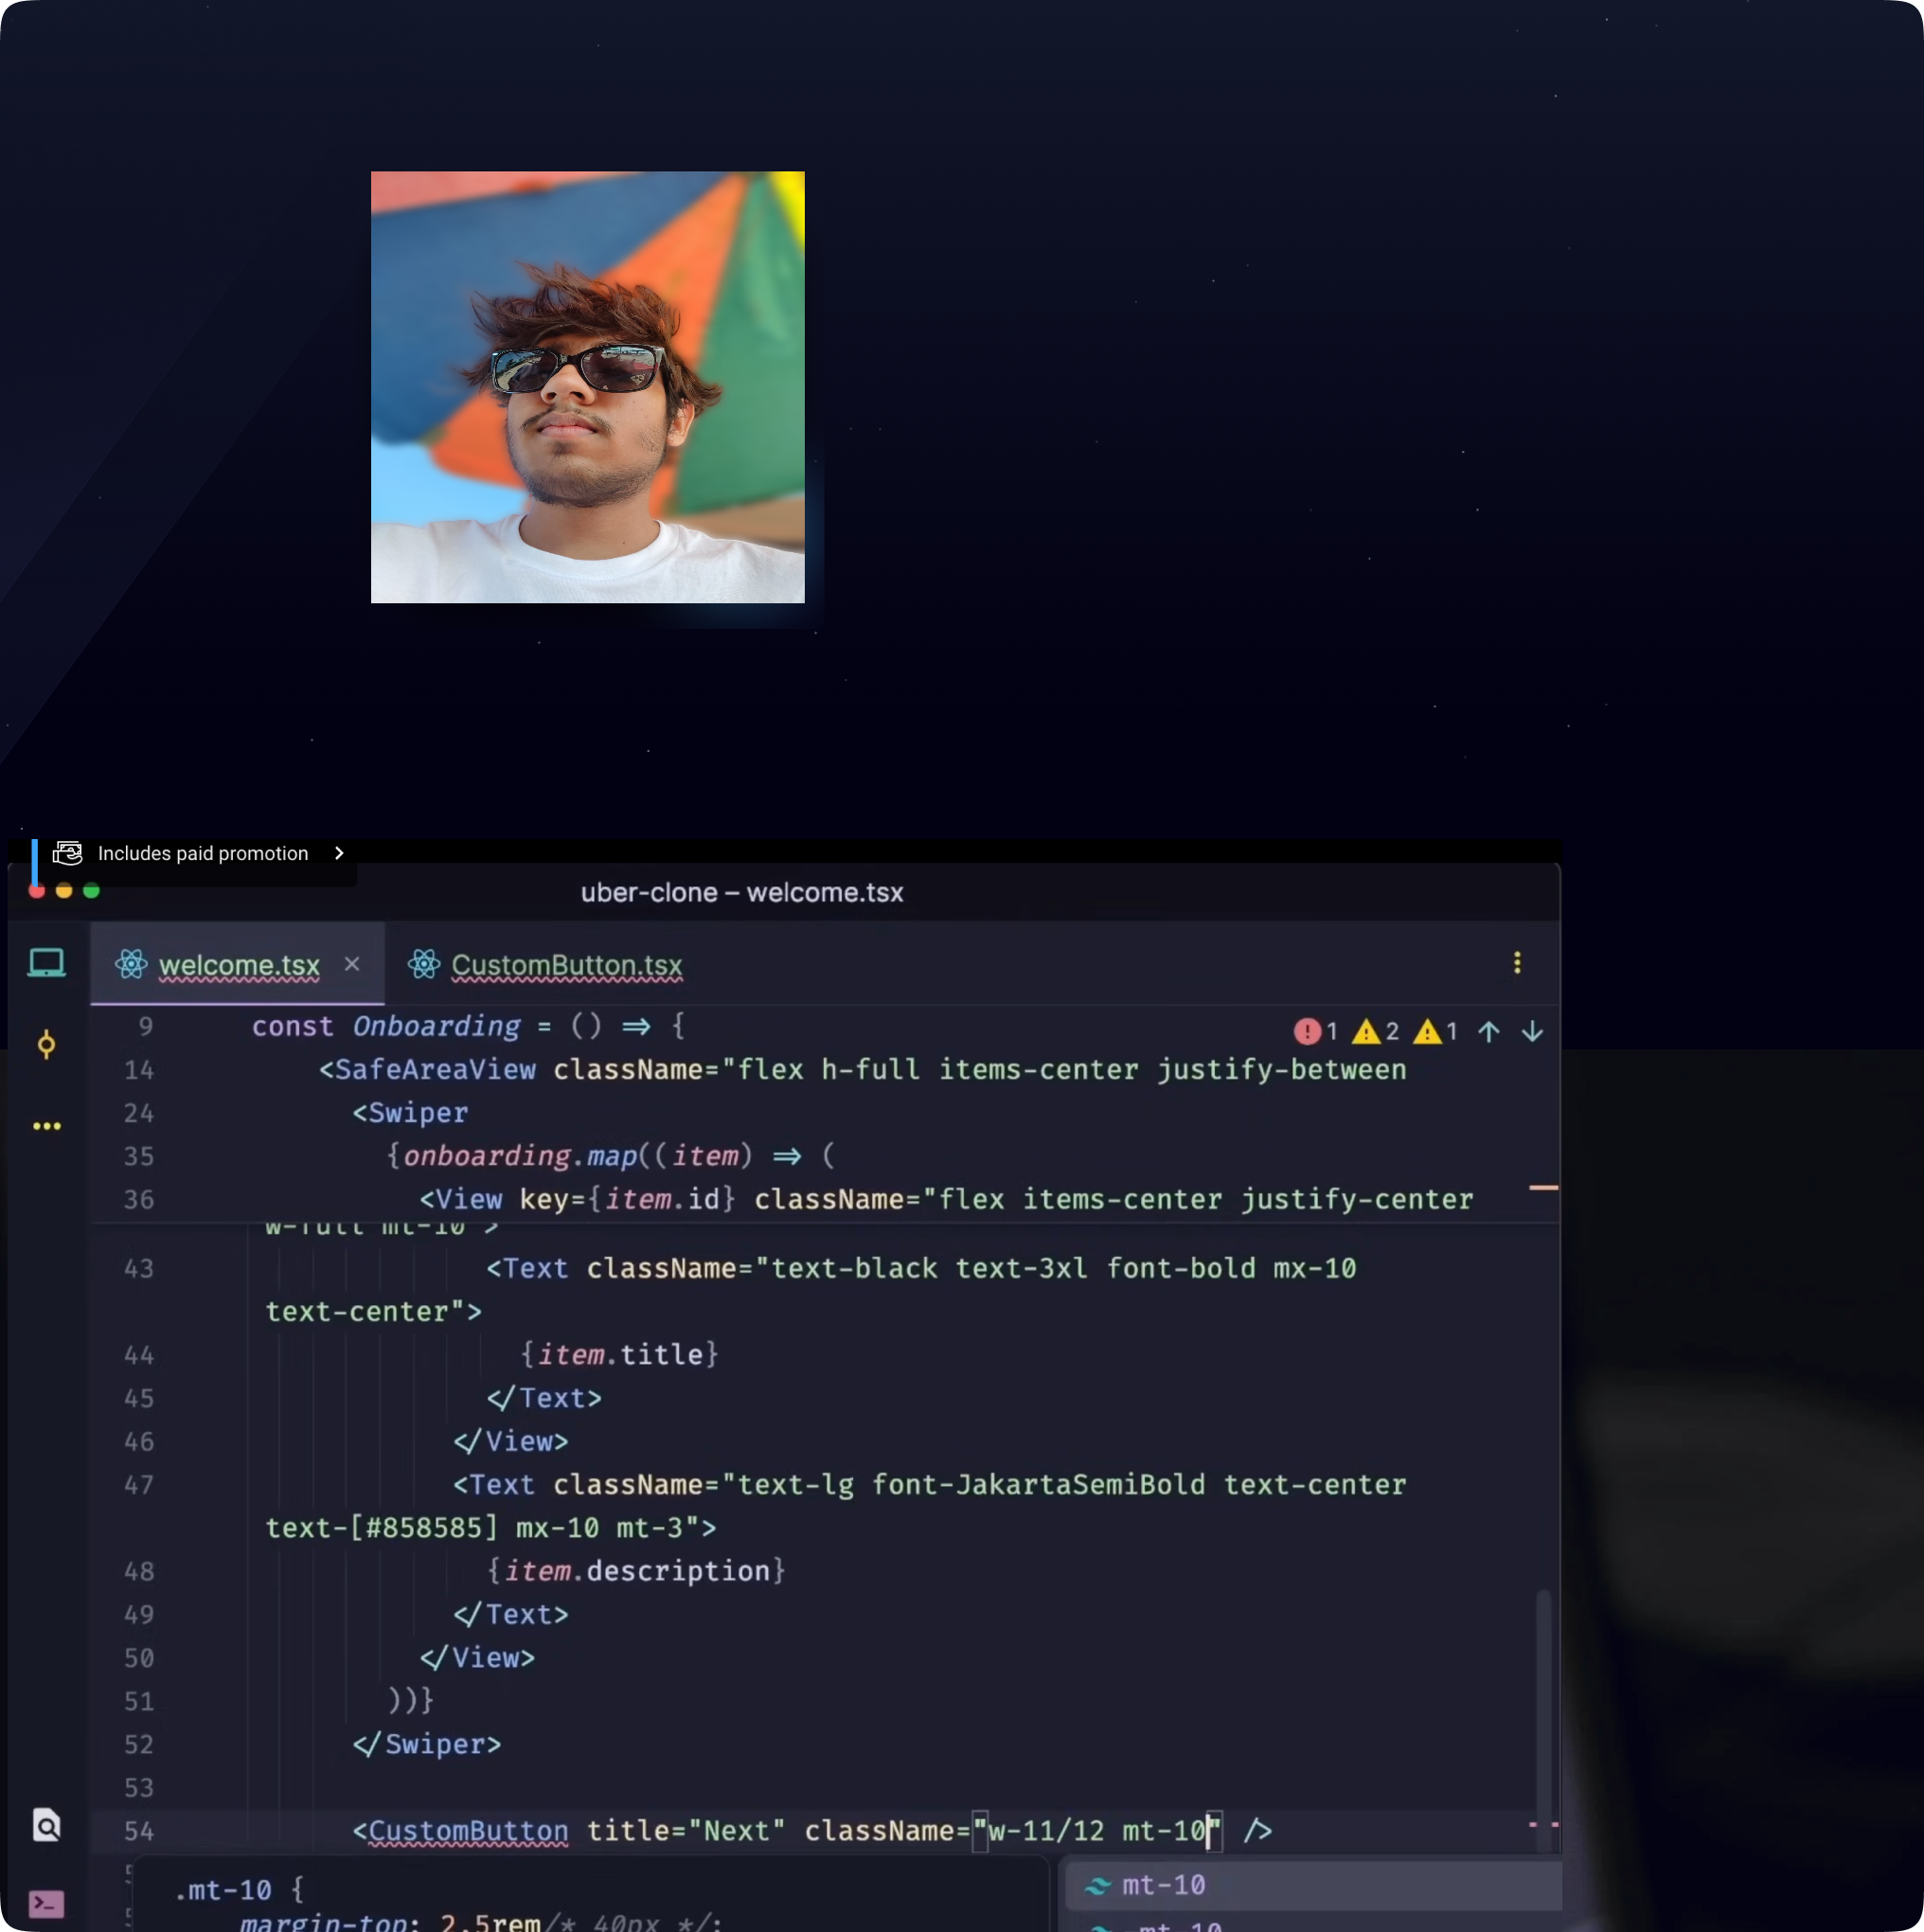 Includes paid promotion
uber-clone – welcome.tsx
welcome.tsx ×
CustomButton.tsx
9 const Onboarding = () => {
1 2 1
14 <SafeAreaView className="flex h-full items-center justify-between
24 <Swiper
35 {onboarding.map((item) => (
36 <View key={item.id} className="flex items-center justify-center
w-full mt-10">
43 <Text className="text-black text-3xl font-bold mx-10
text-center">
44 {item.title}
45 </Text>
46 </View>
47 <Text className="text-lg font-JakartaSemiBold text-center
text-[#858585] mx-10 mt-3">
48 {item.description}
49 </Text>
50 </View>
51 ))}
52 </Swiper>
53
54 <CustomButton title="Next" className="w-11/12 mt-10" />
.mt-10 {
margin-top: 2.5rem/* 40px */;
mt-10
-mt-10